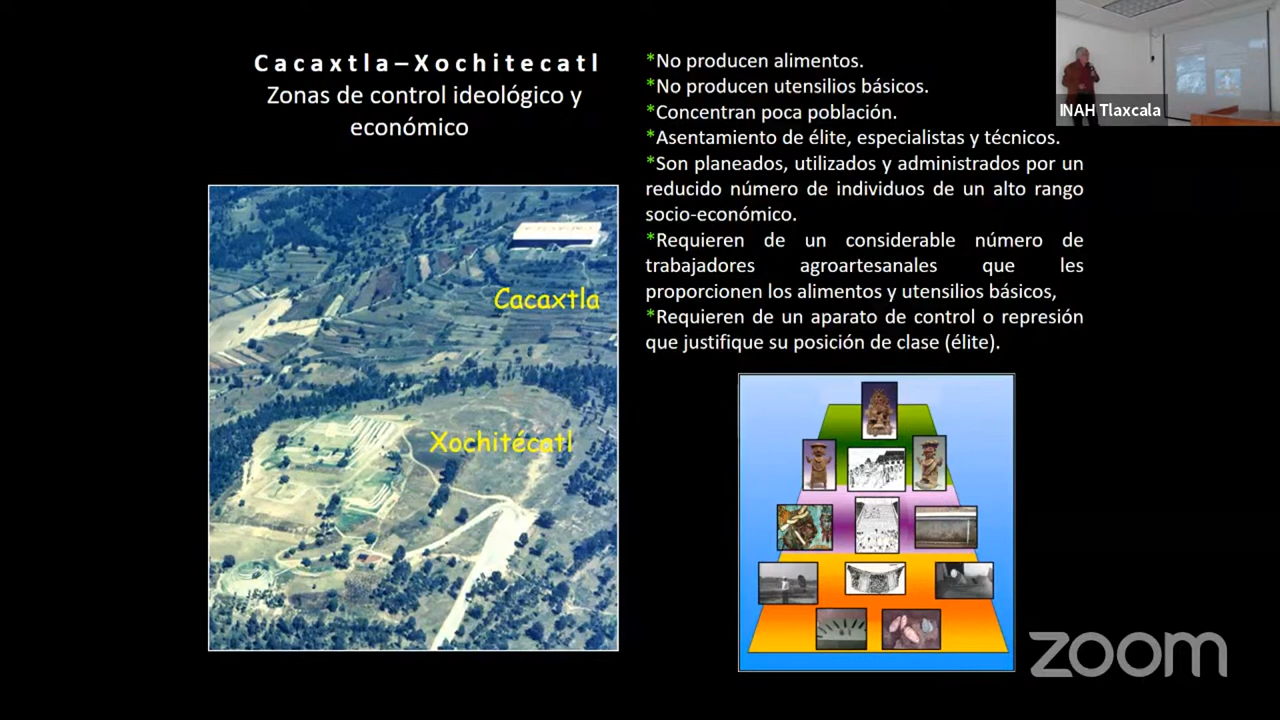 Cacaxtla–Xochitecatl
Zonas de control ideológico y
económico
*No producen alimentos.
*No producen utensilios básicos.
*Concentran poca población.
*Asentamiento de élite, especialistas y técnicos.
*Son planeados, utilizados y administrados por un
reducido número de individuos de un alto rango
socio-económico.
*Requieren de un considerable número de
trabajadores agroartesanales que les
proporcionen los alimentos y utensilios básicos,
*Requieren de un aparato de control o represión
que justifique su posición de clase (élite).
INAH Tlaxcala
Cacaxtla
Xochitécatl
zoom